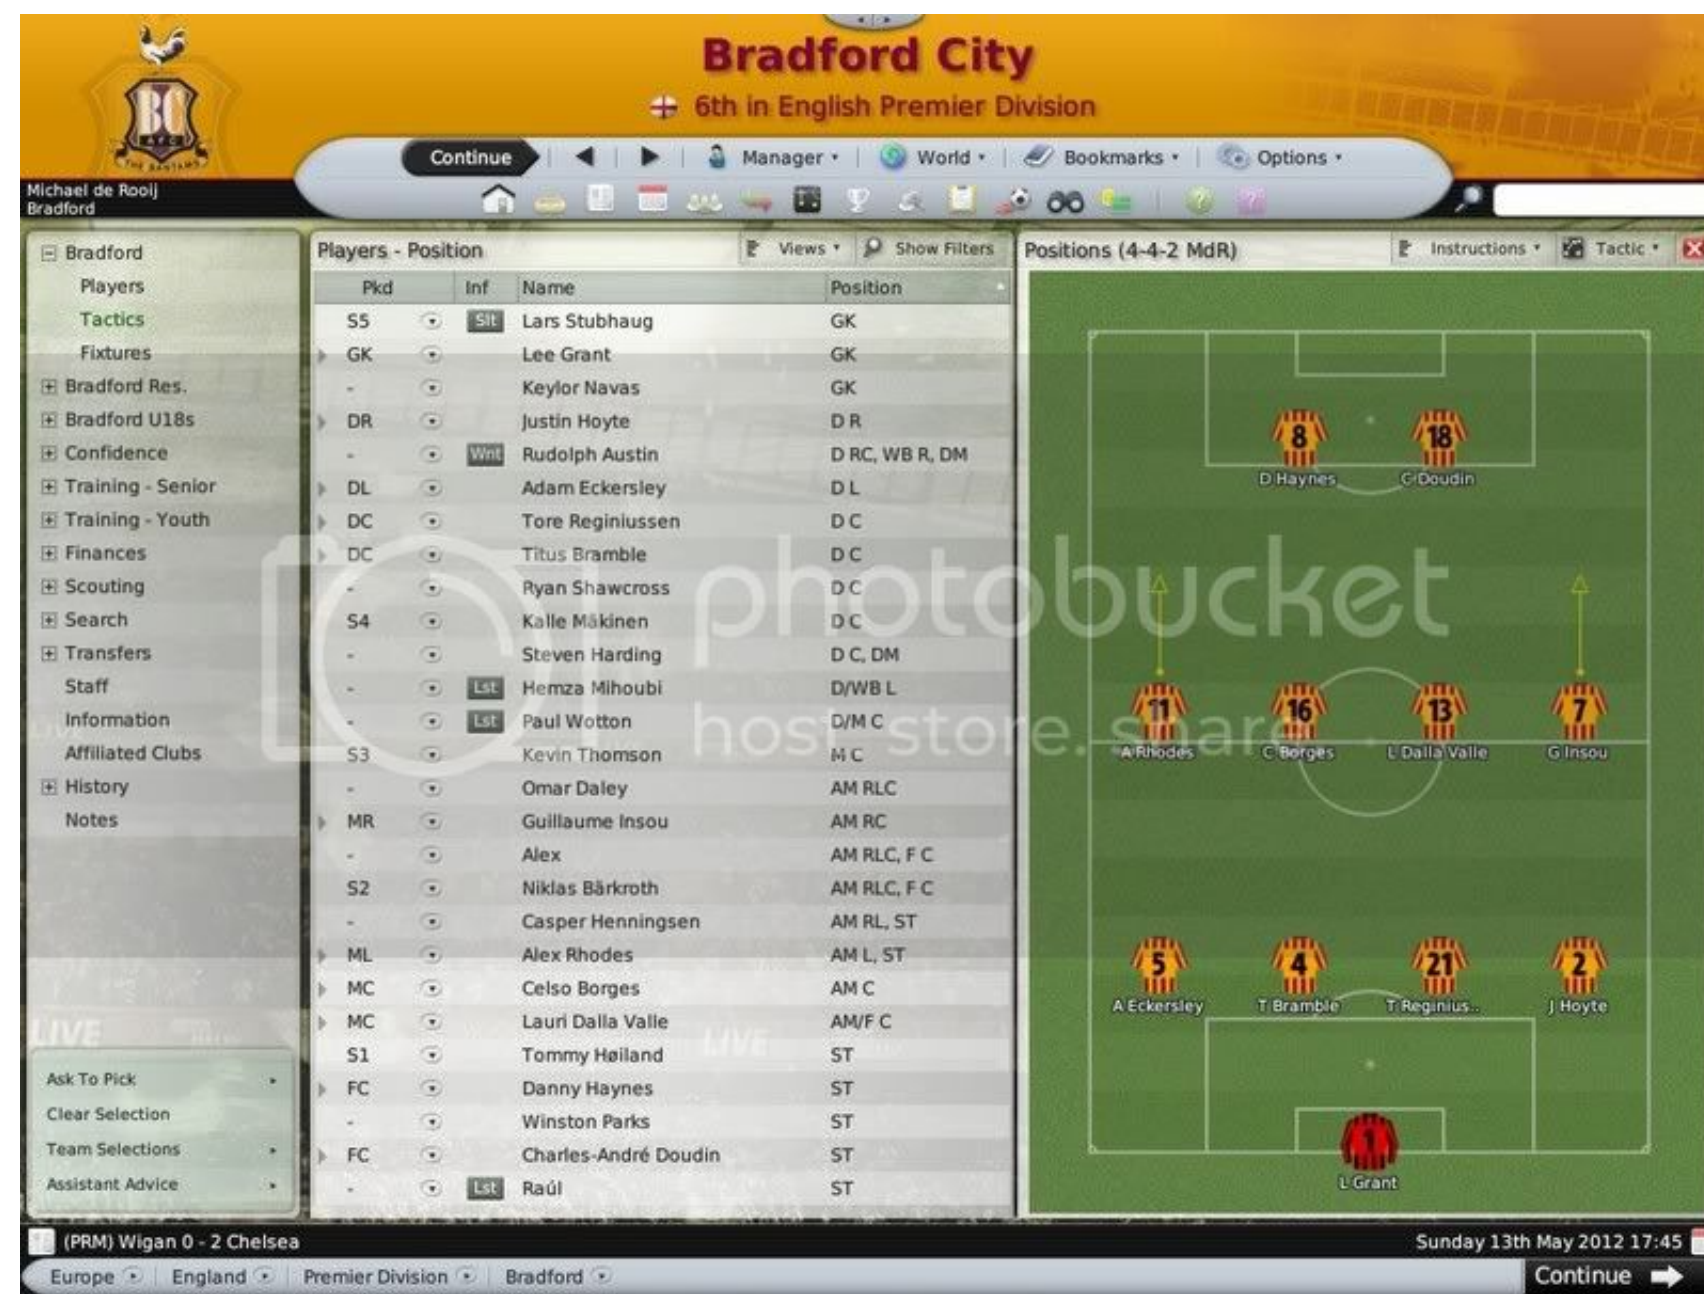 Bradford City
6th in English Premier Division
BC
AFC
THE BANTAMS
Continue Manager World Bookmarks Options
Michael de Rooij
Bradford
Bradford
Players
Tactics
Fixtures
Bradford Res.
Bradford U18s
Confidence
Training - Senior
Training - Youth
Finances
Scouting
Search
Transfers
Staff
Information
Affiliated Clubs
History
Notes
LIVE
Ask To Pick
Clear Selection
Team Selections
Assistant Advice
Players - Position Views Show Filters
Pkd Inf Name Position
S5 Slt Lars Stubhaug GK
GK Lee Grant GK
- Keylor Navas GK
DR Justin Hoyte D R
- Wnt Rudolph Austin D RC, WB R, DM
DL Adam Eckersley D L
DC Tore Reginiussen D C
DC Titus Bramble D C
- Ryan Shawcross D C
S4 Kalle Mäkinen D C
- Steven Harding D C, DM
- Lst Hemza Mihoubi D/WB L
- Lst Paul Wotton D/M C
S3 Kevin Thomson M C
- Omar Daley AM RLC
MR Guillaume Insou AM RC
- Alex AM RLC, F C
S2 Niklas Bärkroth AM RLC, F C
- Casper Henningsen AM RL, ST
ML Alex Rhodes AM L, ST
MC Celso Borges AM C
MC Lauri Dalla Valle AM/F C
S1 Tommy Høiland ST
FC Danny Haynes ST
- Winston Parks ST
FC Charles-André Doudin ST
- Lst Raúl ST
LIVE
Positions (4-4-2 MdR) Instructions Tactic
8 18
D Haynes C Doudin
photobucket
host. store. share.
11 16 13 7
A Rhodes C Borges L Dalla Valle G Insou
5 4 21 2
A Eckersley T Bramble T Reginius... J Hoyte
1
L Grant
(PRM) Wigan 0 - 2 Chelsea Sunday 13th May 2012 17:45
Europe England Premier Division Bradford Continue